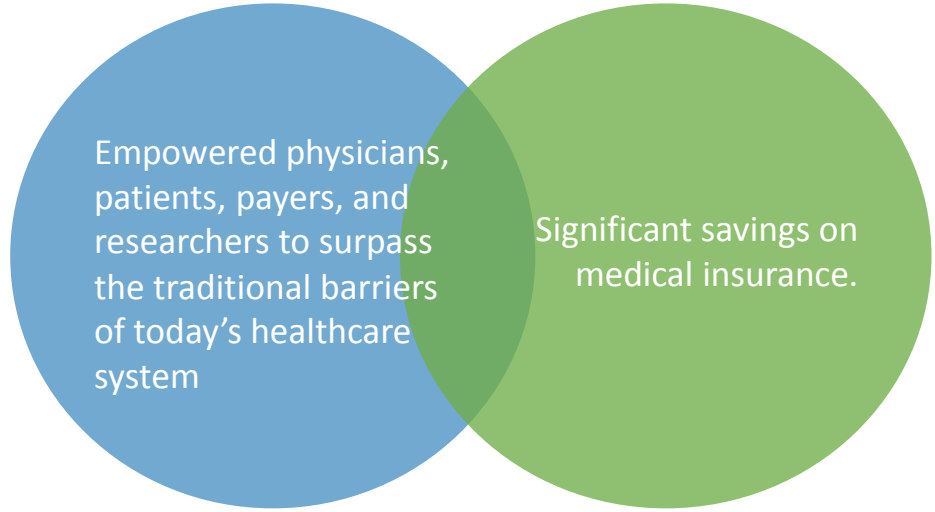 Empowered physicians,
patients, payers, and
researchers to surpass
the traditional barriers
of today’s healthcare
system
Significant savings on
medical insurance.